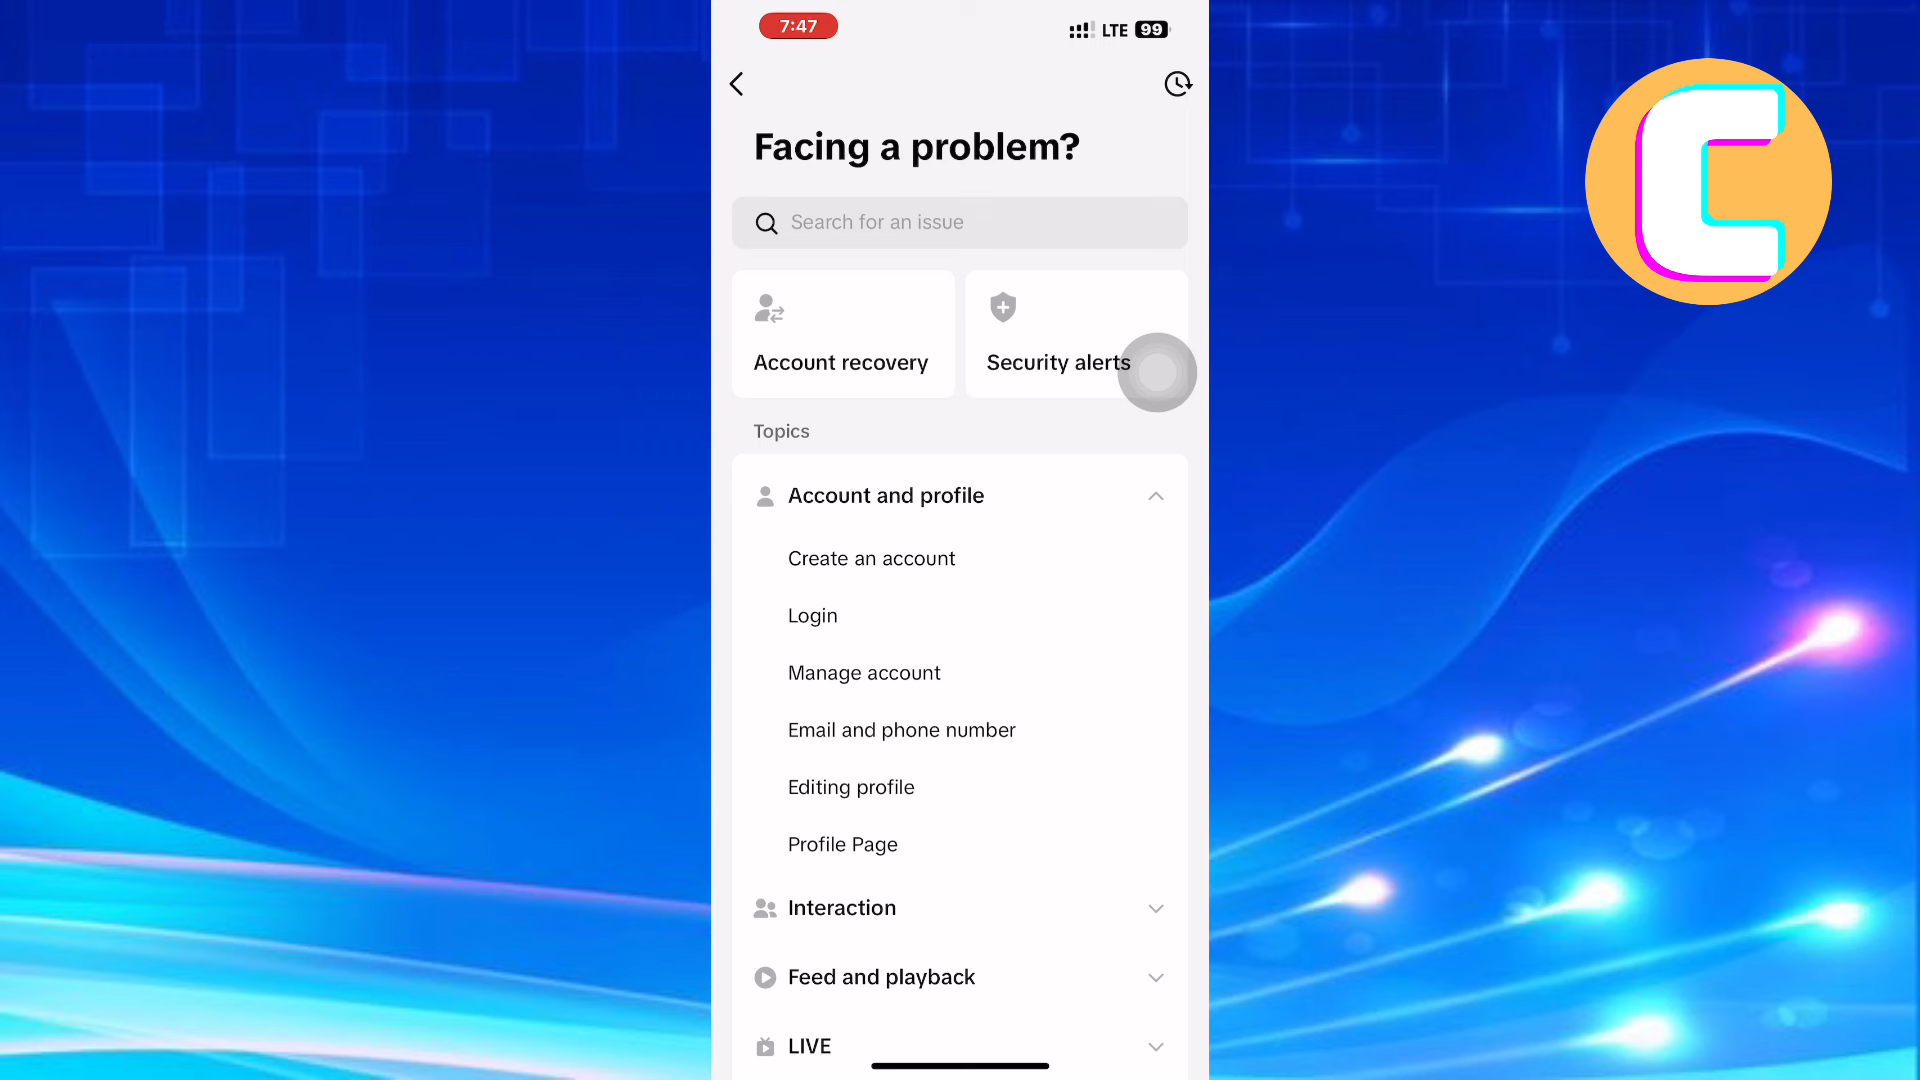 7:47
LTE 99
Facing a problem?
Search for an issue
Account recovery
Security alerts
Topics
Account and profile
Create an account
Login
Manage account
Email and phone number
Editing profile
Profile Page
Interaction
Feed and playback
LIVE
C